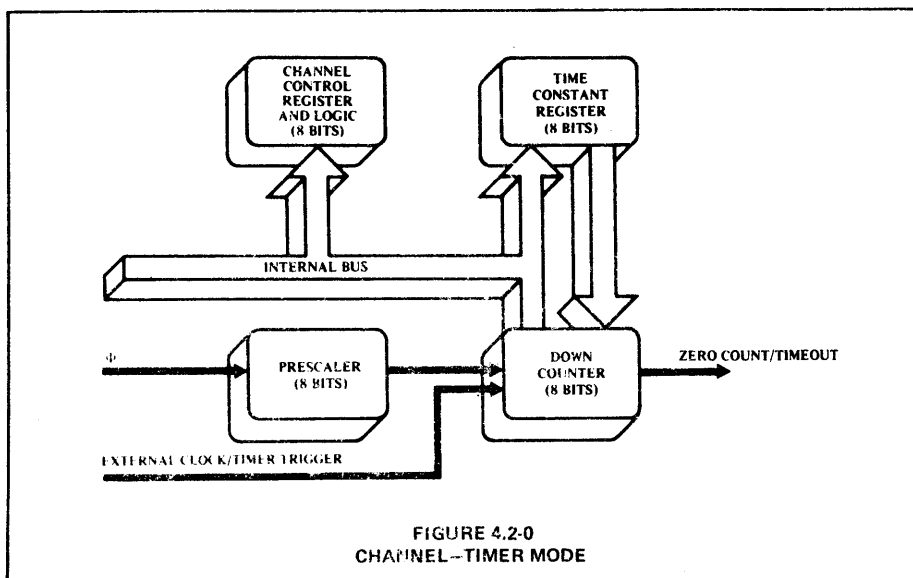 CHANNEL
CONTROL
REGISTER
AND LOGIC
(8 BITS)
TIME
CONSTANT
REGISTER
(8 BITS)
INTERNAL BUS
Φ
PRESCALER
(8 BITS)
DOWN
COUNTER
(8 BITS)
ZERO COUNT/TIMEOUT
EXTERNAL CLOCK/TIMER TRIGGER
FIGURE 4.2-0
CHANNEL—TIMER MODE